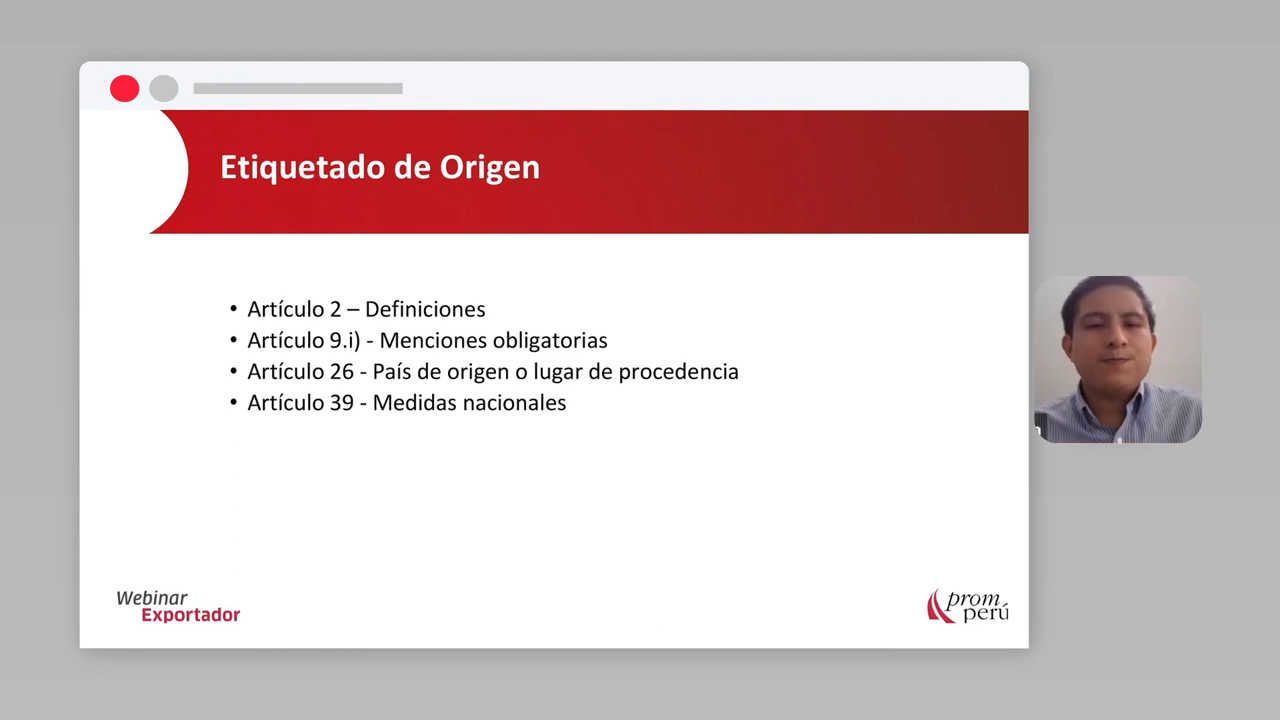 Etiquetado de Origen
• Artículo 2 – Definiciones
• Artículo 9.i) - Menciones obligatorias
• Artículo 26 - País de origen o lugar de procedencia
• Artículo 39 - Medidas nacionales
Webinar
Exportador
prom
perú